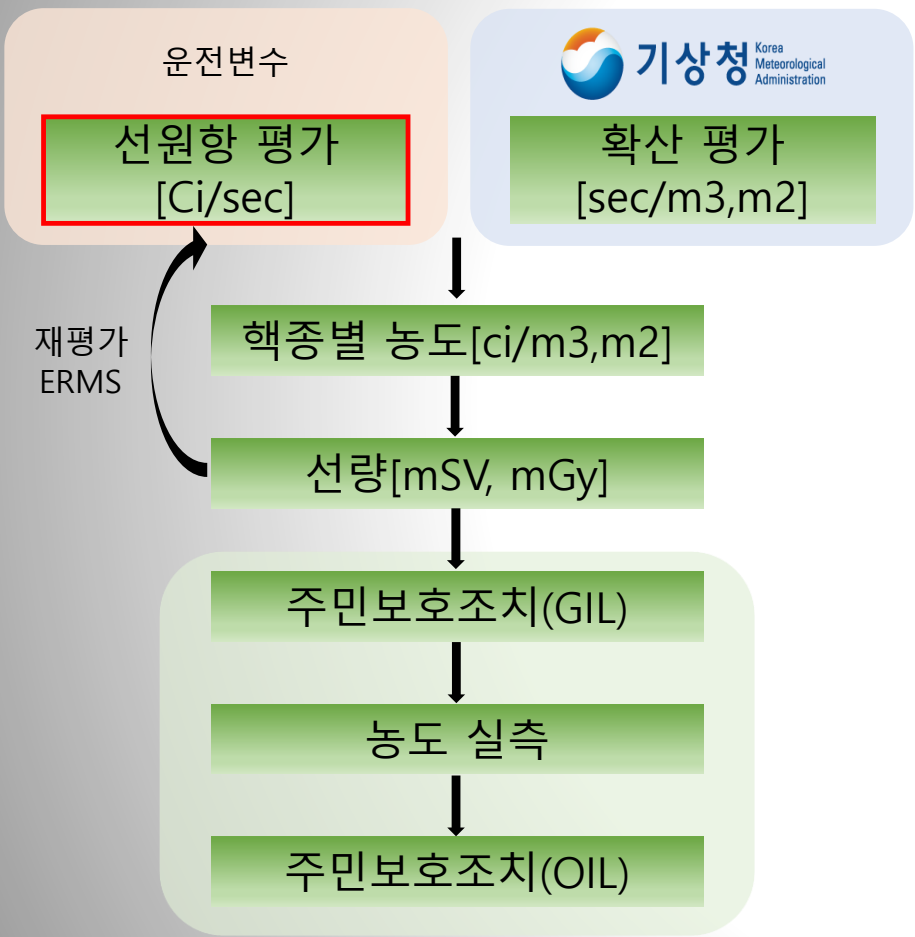 운전변수
선원항 평가
[Ci/sec]
기상청 Korea
Meteorological
Administration
확산 평가
[sec/m3,m2]
핵종별 농도[ci/m3,m2]
재평가
ERMS
선량[mSV, mGy]
주민보호조치(GIL)
농도 실측
주민보호조치(OIL)